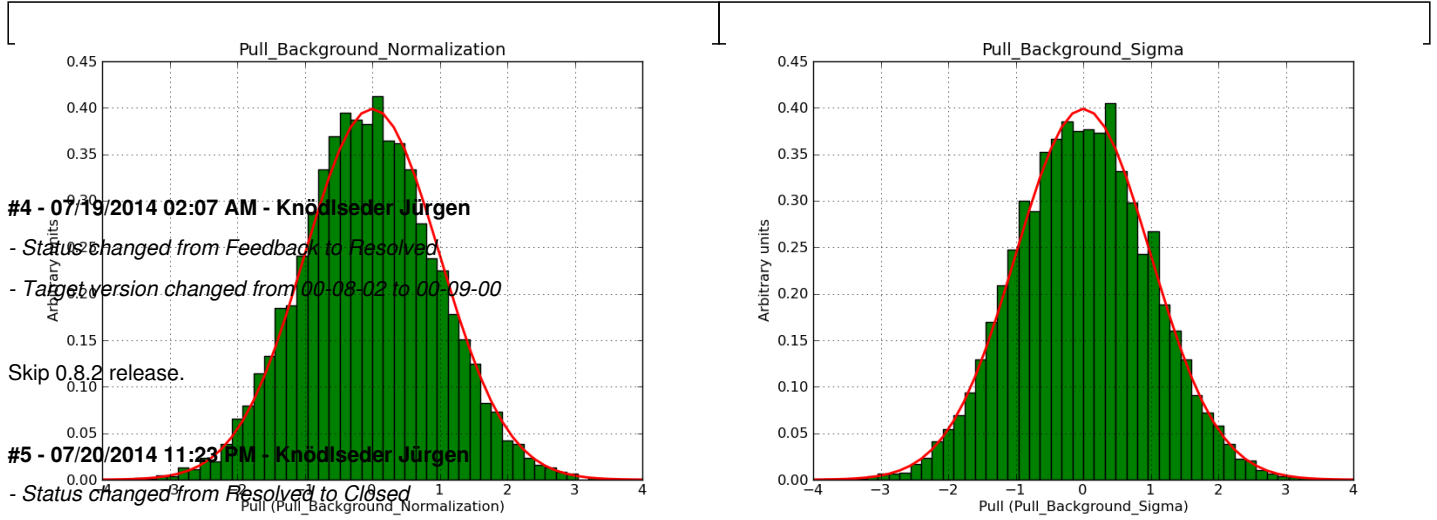 Pull_Background_Normalization
0.45
0.40
0.35
0.30
0.25
0.20
0.15
0.10
0.05
0.00
Arbitrary units
−4 −3 −2 −1 0 1 2 3 4
Pull (Pull_Background_Normalization)
Pull_Background_Sigma
0.45
0.40
0.35
0.30
0.25
0.20
0.15
0.10
0.05
0.00
Arbitrary units
−4 −3 −2 −1 0 1 2 3 4
Pull (Pull_Background_Sigma)
#4 - 07/19/2014 02:07 AM - Knödlseder Jürgen
- Status changed from Feedback to Resolved
- Target version changed from 00-08-02 to 00-09-00
Skip 0.8.2 release.
#5 - 07/20/2014 11:23 PM - Knödlseder Jürgen
- Status changed from Resolved to Closed